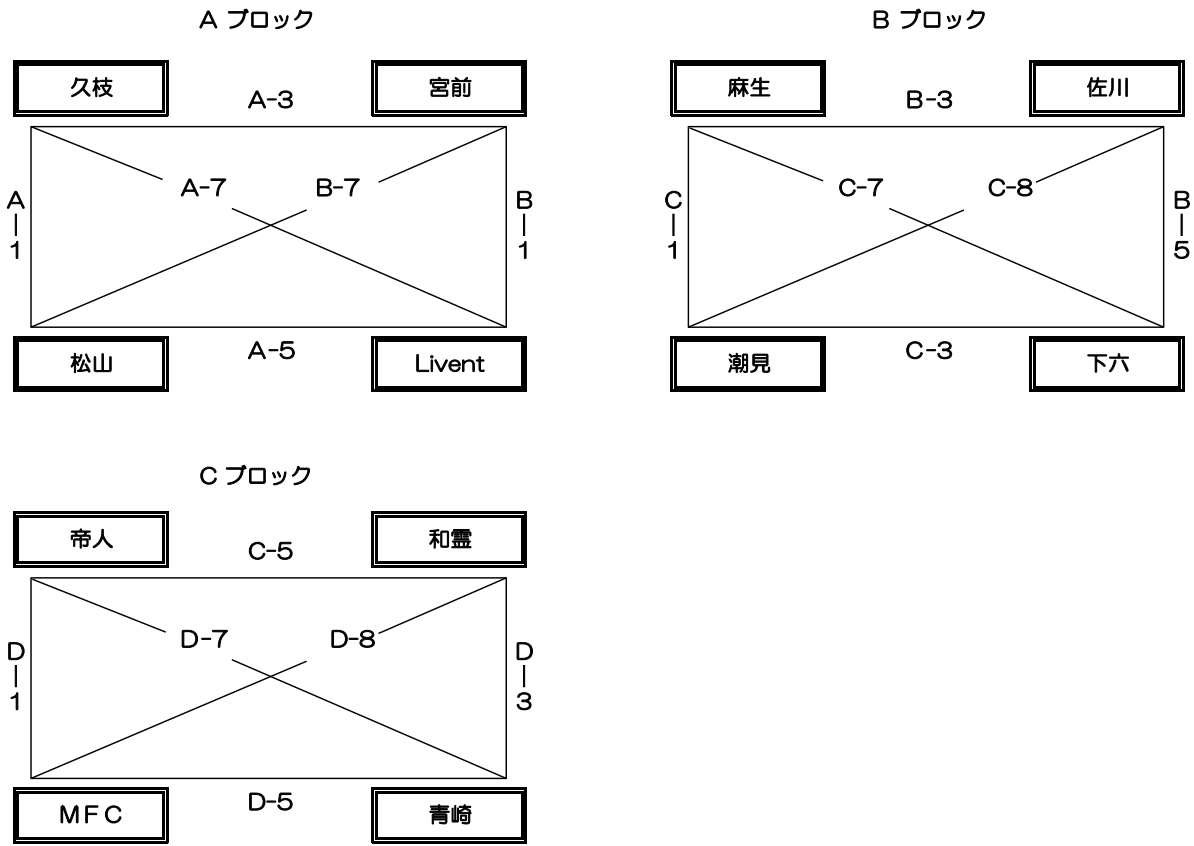 A ブロック
久枝
A-3
宮前
A-7
B-7
A
|
1
B
|
1
松山
A-5
Livent
B ブロック
麻生
B-3
佐川
C-7
C-8
C
|
1
B
|
5
潮見
C-3
下六
C ブロック
帝人
C-5
和霊
D-7
D-8
D
|
1
D
|
3
ＭＦＣ
D-5
青崎